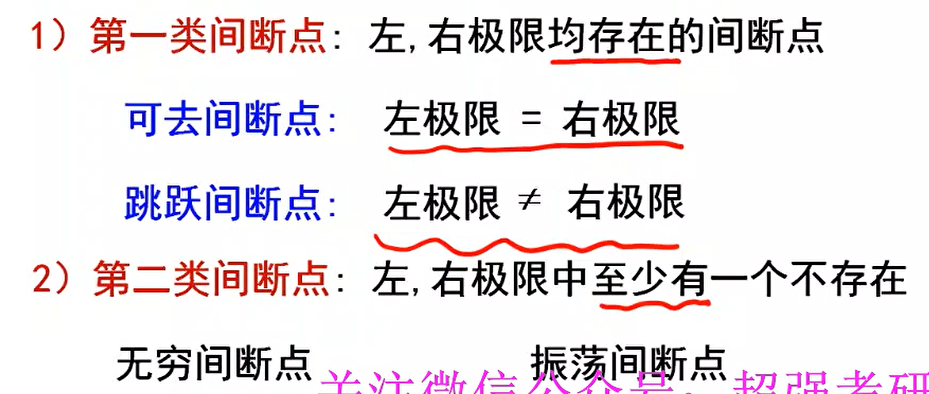 1）第一类间断点：左,右极限均存在的间断点
可去间断点： 左极限 = 右极限
跳跃间断点： 左极限 ≠ 右极限
2）第二类间断点：左,右极限中至少有一个不存在
无穷间断点 振荡间断点
关注微信公众号：超强考研